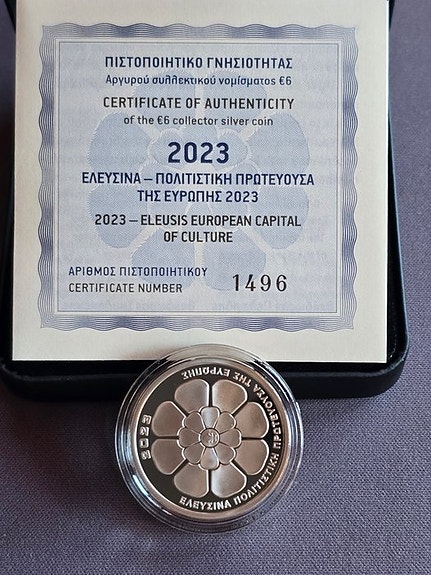 ΠΙΣΤΟΠΟΙΗΤΙΚΟ ΓΝΗΣΙΟΤΗΤΑΣ
Αργυρού συλλεκτικού νομίσματος €6
CERTIFICATE OF AUTHENTICITY
of the €6 collector silver coin
2023
ΕΛΕΥΣΙΝΑ – ΠΟΛΙΤΙΣΤΙΚΗ ΠΡΩΤΕΥΟΥΣΑ
ΤΗΣ ΕΥΡΩΠΗΣ 2023
2023 – ELEUSIS EUROPEAN CAPITAL
OF CULTURE
ΑΡΙΘΜΟΣ ΠΙΣΤΟΠΟΙΗΤΙΚΟΥ
CERTIFICATE NUMBER 1496
2023
ΕΛΕΥΣΙΝΑ ΠΟΛΙΤΙΣΤΙΚΗ ΠΡΩΤΕΥΟΥΣΑ ΤΗΣ ΕΥΡΩΠΗΣ